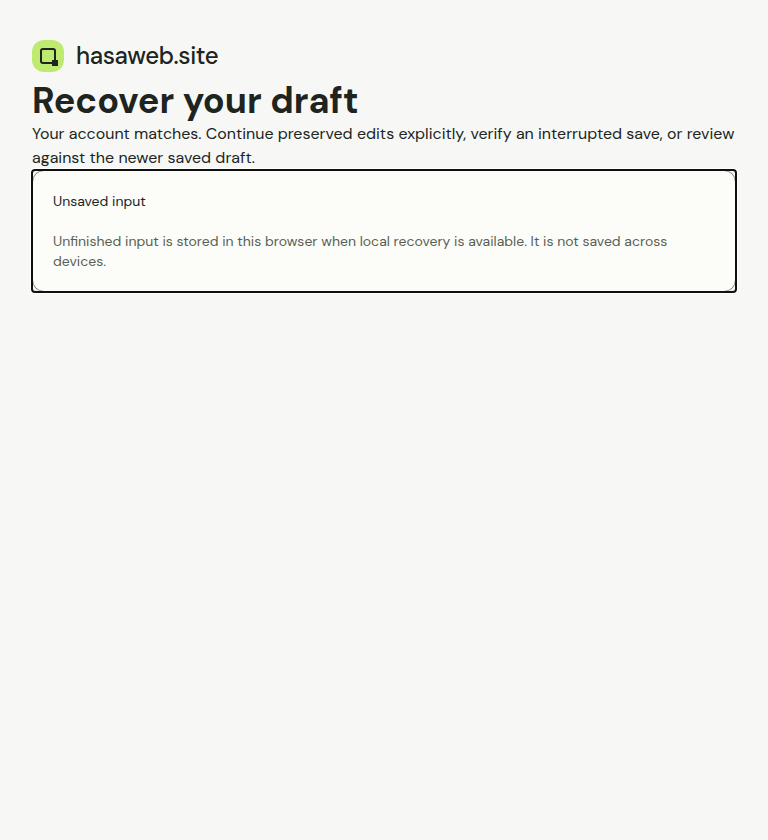 hasaweb.site
Recover your draft
Your account matches. Continue preserved edits explicitly, verify an interrupted save, or review
against the newer saved draft.
Unsaved input
Unfinished input is stored in this browser when local recovery is available. It is not saved across
devices.